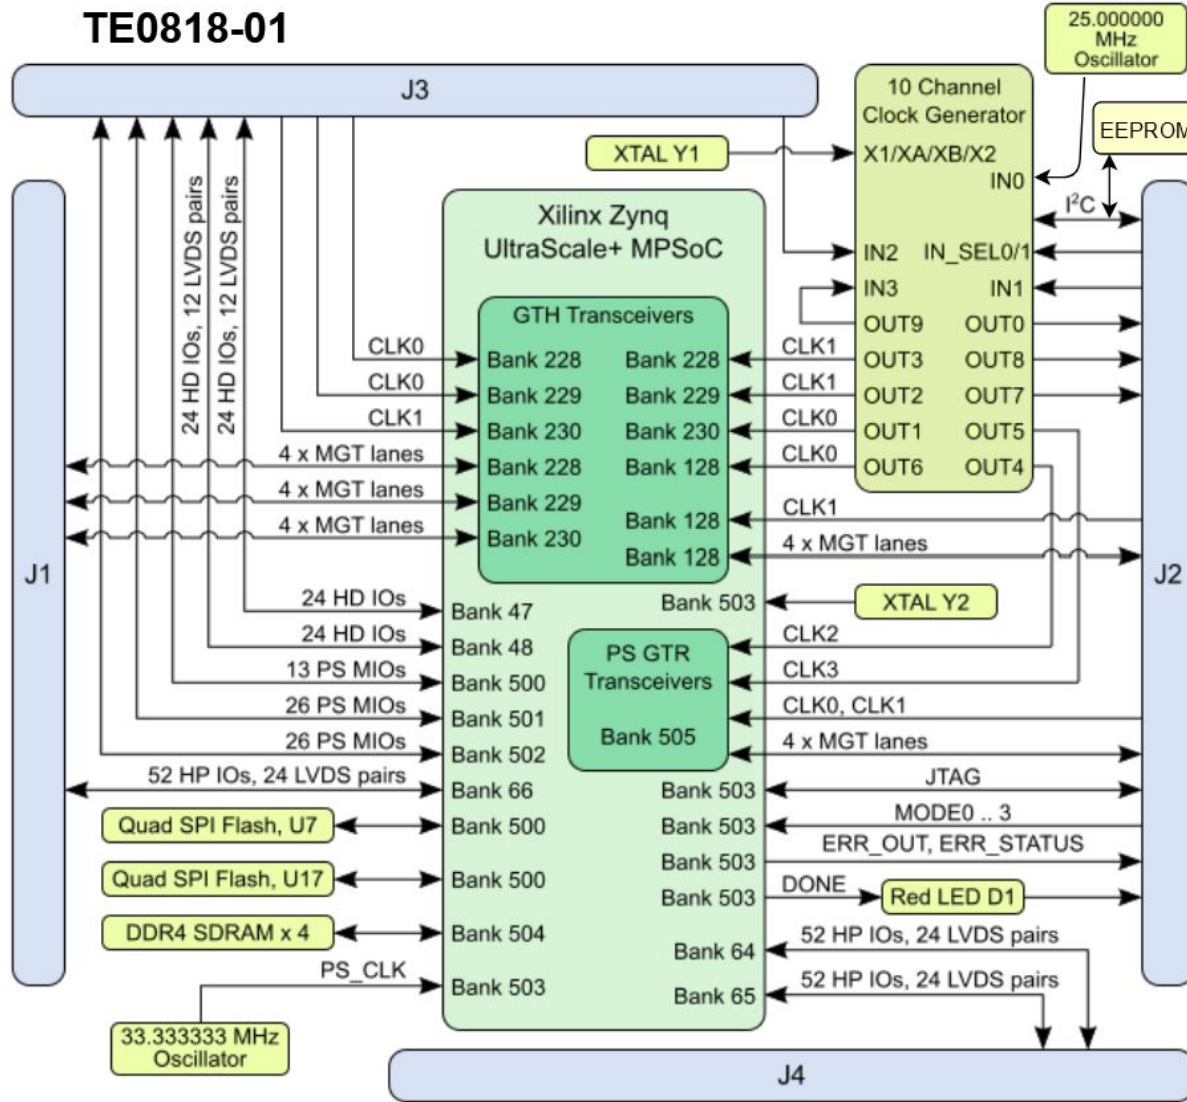 TE0818-01
25.000000
MHz
Oscillator
J3
10 Channel
Clock Generator
EEPROM
XTAL Y1
X1/XA/XB/X2
IN0
I²C
24 HD IOs, 12 LVDS pairs
24 HD IOs, 12 LVDS pairs
Xilinx Zynq
UltraScale+ MPSoC
IN2 IN_SEL0/1
IN3 IN1
GTH Transceivers
OUT9 OUT0
CLK0 Bank 228 Bank 228 CLK1 OUT3 OUT8
CLK0 Bank 229 Bank 229 CLK1 OUT2 OUT7
CLK1 Bank 230 Bank 230 CLK0 OUT1 OUT5
4 x MGT lanes Bank 228 Bank 128 CLK0 OUT6 OUT4
4 x MGT lanes Bank 229
Bank 128 CLK1
4 x MGT lanes Bank 230
Bank 128 4 x MGT lanes
J1
J2
24 HD IOs Bank 47
Bank 503 XTAL Y2
24 HD IOs Bank 48
PS GTR
Transceivers
CLK2
13 PS MIOs Bank 500
CLK3
26 PS MIOs Bank 501
CLK0, CLK1
Bank 505
26 PS MIOs Bank 502
4 x MGT lanes
52 HP IOs, 24 LVDS pairs Bank 66
Bank 503 JTAG
Quad SPI Flash, U7 Bank 500
Bank 503 MODE0 .. 3
Bank 503 ERR_OUT, ERR_STATUS
Quad SPI Flash, U17 Bank 500
Bank 503 DONE Red LED D1
DDR4 SDRAM x 4 Bank 504
Bank 64 52 HP IOs, 24 LVDS pairs
PS_CLK Bank 503
Bank 65 52 HP IOs, 24 LVDS pairs
33.333333 MHz
Oscillator
J4